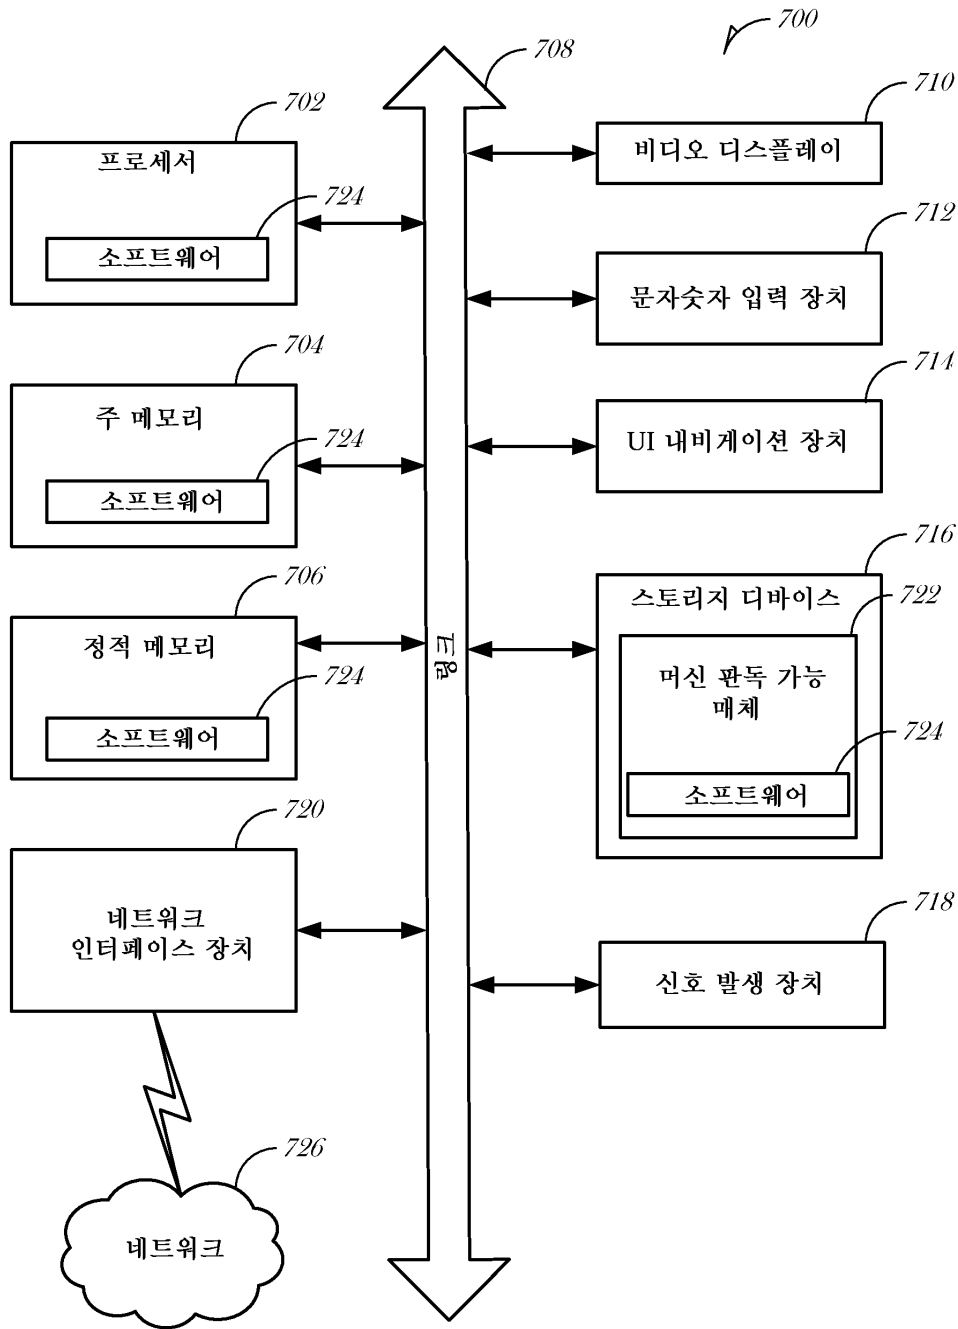 700
708
702
프로세서
724
소프트웨어
704
주 메모리
724
소프트웨어
706
정적 메모리
724
소프트웨어
720
네트워크
인터페이스 장치
726
네트워크
710
비디오 디스플레이
712
문자숫자 입력 장치
714
UI 내비게이션 장치
716
스토리지 디바이스
722
머신 판독 가능
매체
724
소프트웨어
718
신호 발생 장치